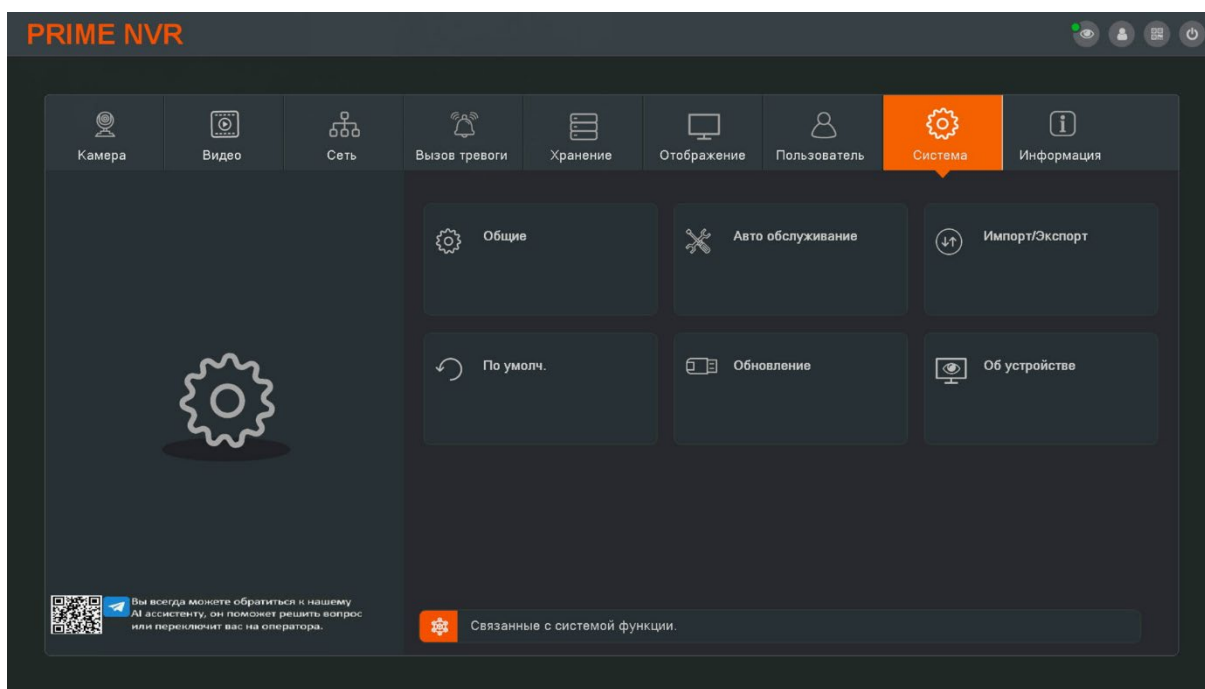 PRIME NVR
Камера
Видео
Сеть
Вызов тревоги
Хранение
Отображение
Пользователь
Система
Информация
Общие
Авто обслуживание
Импорт/Экспорт
По умолч.
Обновление
Об устройстве
Вы всегда можете обратиться к нашему
AI ассистенту, он поможет решить вопрос
или переключит вас на оператора.
Связанные с системой функции.